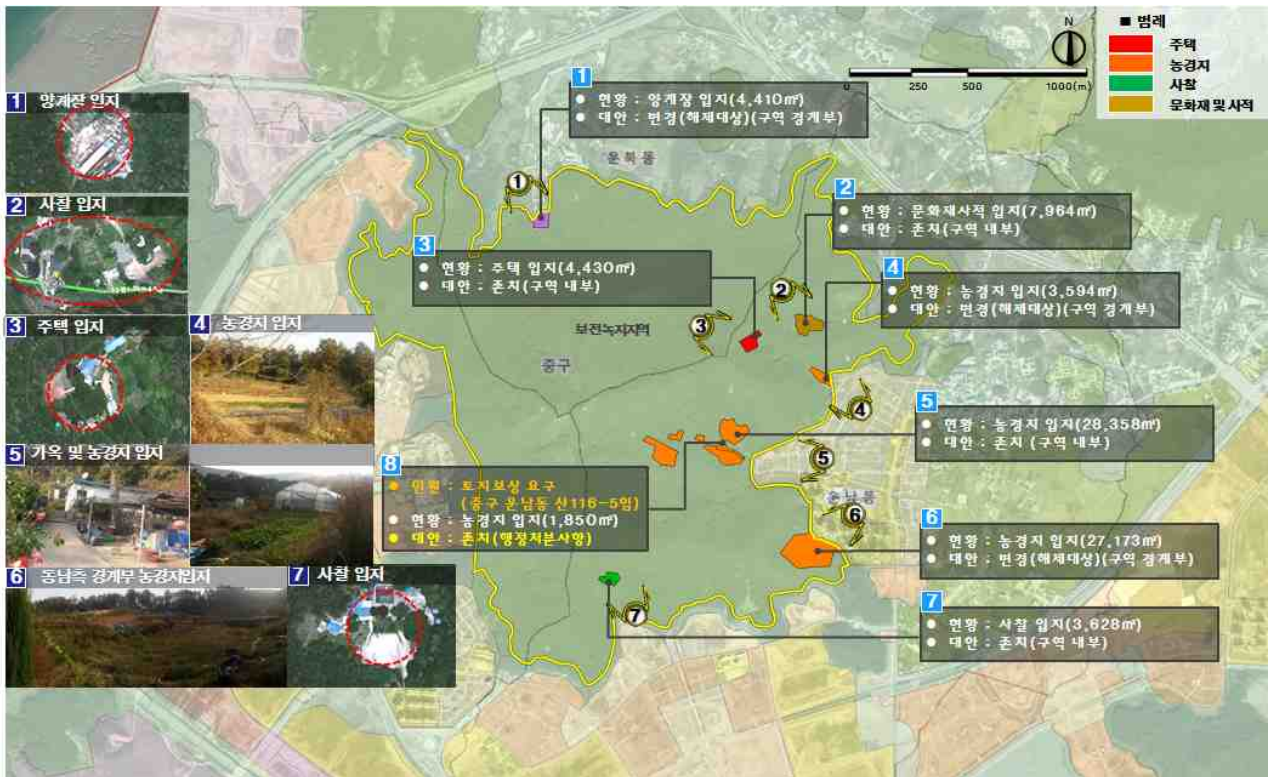 ■ 범례
주택
농경지
사찰
문화재 및 사적
N
0 250 500 1000(m)
1 양계장 입지
2 사찰 입지
3 주택 입지
4 농경지 입지
5 가옥 및 농경지 입지
6 동남측 경계부 농경지입지
7 사찰 입지
1
현황 : 양계장 입지(4,410㎡)
대안 : 변경(해제대상)(구역 경계부)
2
현황 : 문화재사적 입지(7,964㎡)
대안 : 존치(구역 내부)
3
현황 : 주택 입지(4,430㎡)
대안 : 존치(구역 내부)
4
현황 : 농경지 입지(3,594㎡)
대안 : 변경(해제대상)(구역 경계부)
5
현황 : 농경지 입지(28,358㎡)
대안 : 존치 (구역 내부)
8
민원 : 토지보상 요구
(중구 운남동 산116-5임)
현황 : 농경지 입지(1,850㎡)
대안 : 존치(행정처분사항)
6
현황 : 농경지 입지(27,173㎡)
대안 : 변경(해제대상)(구역 경계부)
7
현황 : 사찰 입지(3,628㎡)
대안 : 존치(구역 내부)
운북동
보전녹지지역
중구
운남동
1
2
3
4
5
6
7